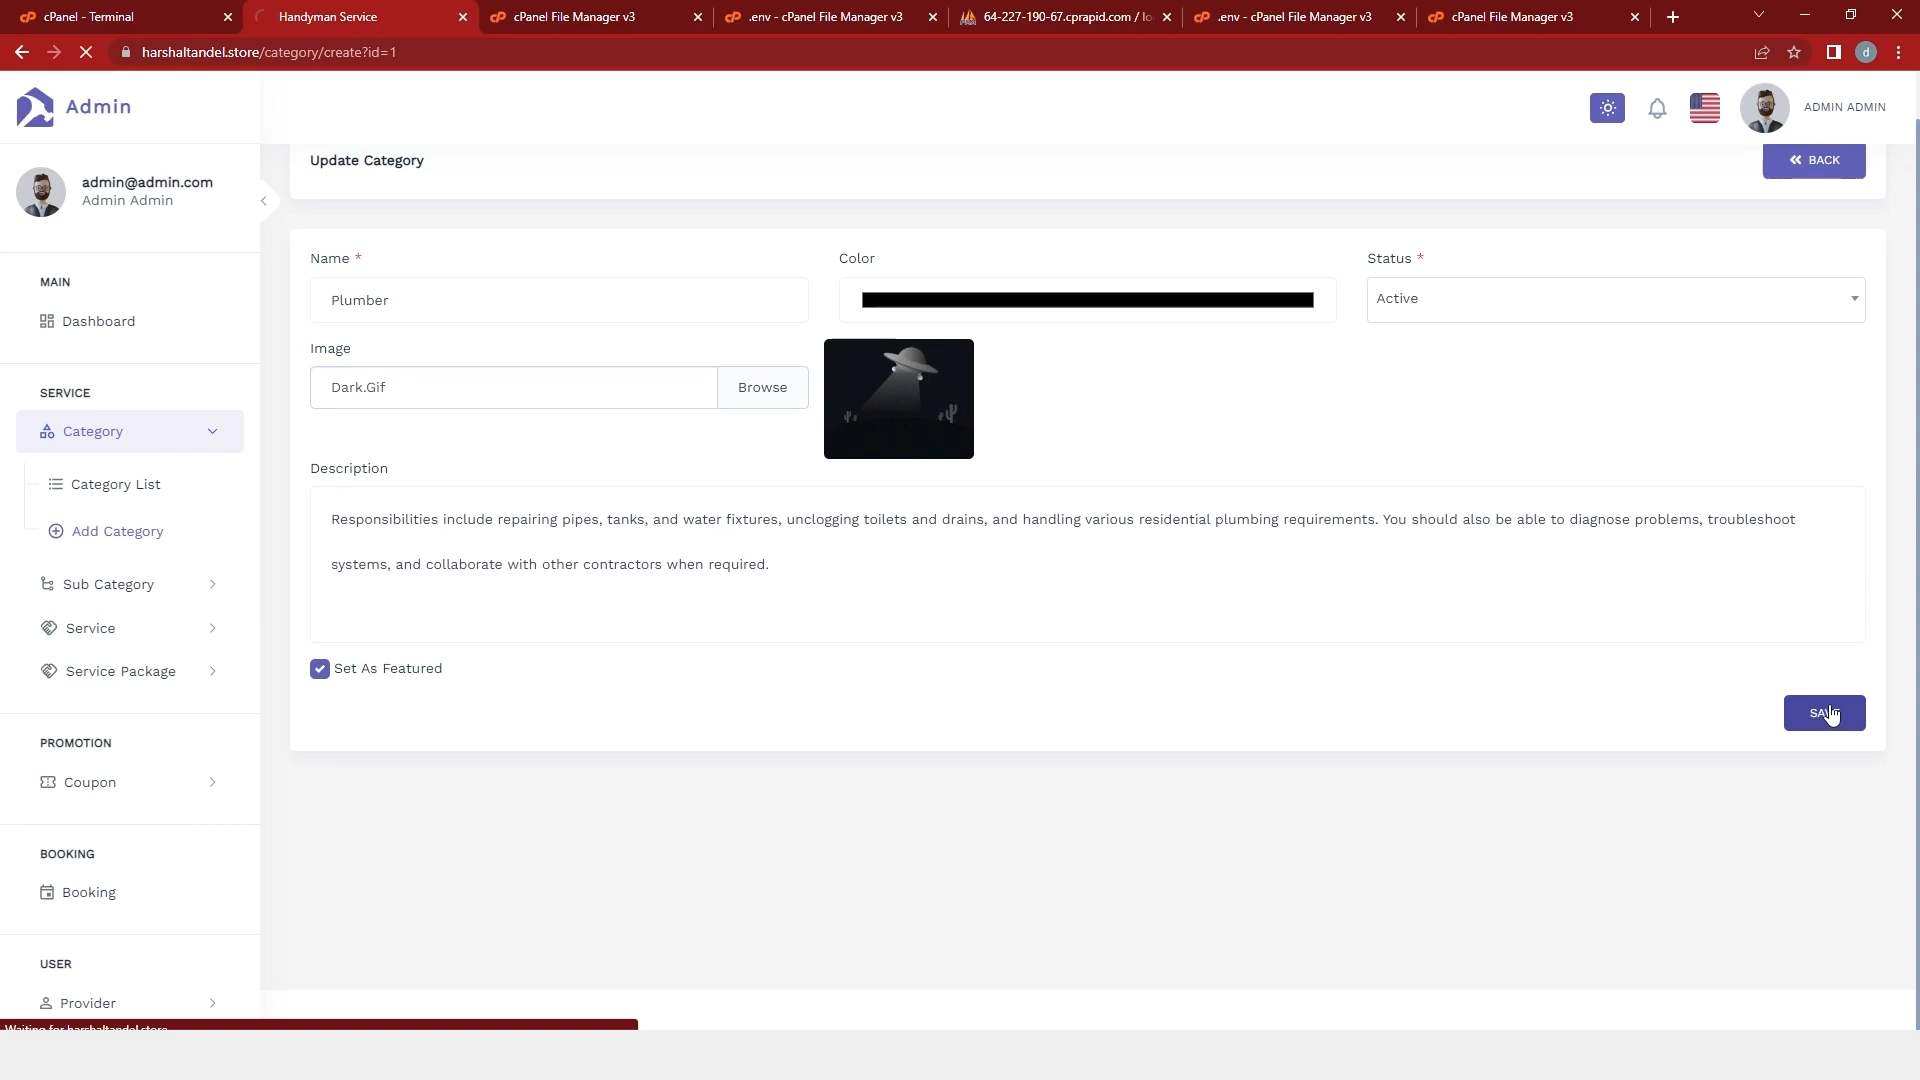 cPanel - Terminal
Handyman Service
cPanel File Manager v3
.env - cPanel File Manager v3
64-227-190-67.cprapid.com / lo
.env - cPanel File Manager v3
cPanel File Manager v3
harshaltandel.store/category/create?id=1
d
Admin
ADMIN ADMIN
admin@admin.com
Admin Admin
Update Category
BACK
MAIN
Dashboard
SERVICE
Category
Category List
Add Category
Sub Category
Service
Service Package
PROMOTION
Coupon
BOOKING
Booking
USER
Provider
Name *
Plumber
Color
Status *
Active
Image
Dark.Gif
Browse
Description
Responsibilities include repairing pipes, tanks, and water fixtures, unclogging toilets and drains, and handling various residential plumbing requirements. You should also be able to diagnose problems, troubleshoot
systems, and collaborate with other contractors when required.
Set As Featured
SAVE
Waiting for harshaltandel.store